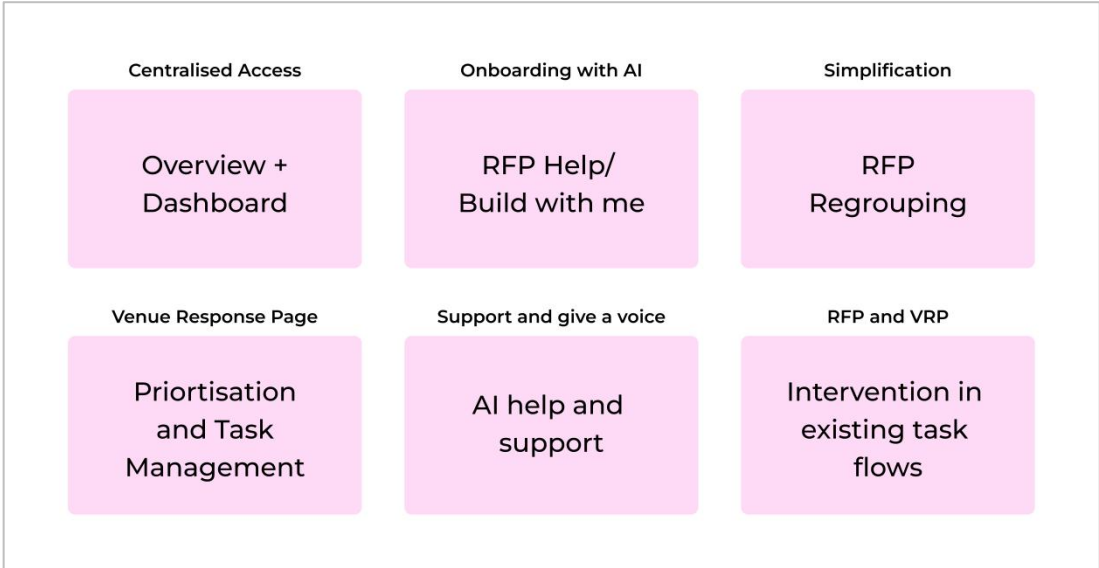 Centralised Access
Onboarding with AI
Simplification
Overview +
Dashboard
RFP Help/
Build with me
RFP
Regrouping
Venue Response Page
Support and give a voice
RFP and VRP
Priortisation
and Task
Management
AI help and
support
Intervention in
existing task
flows